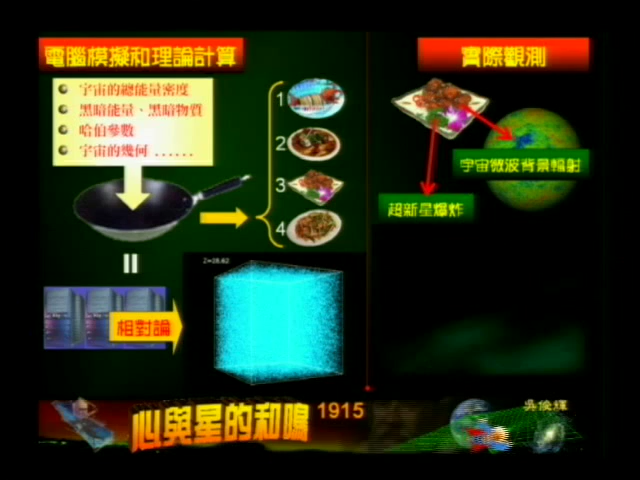 電腦模擬和理論計算
宇宙的總能量密度
黑暗能量、黑暗物質
哈伯參數
宇宙的幾何 ......
1
2
3
4
相對論
Z=18.62
實際觀測
宇宙微波背景輻射
超新星爆炸
心與星的和鳴
1915
吳俊輝